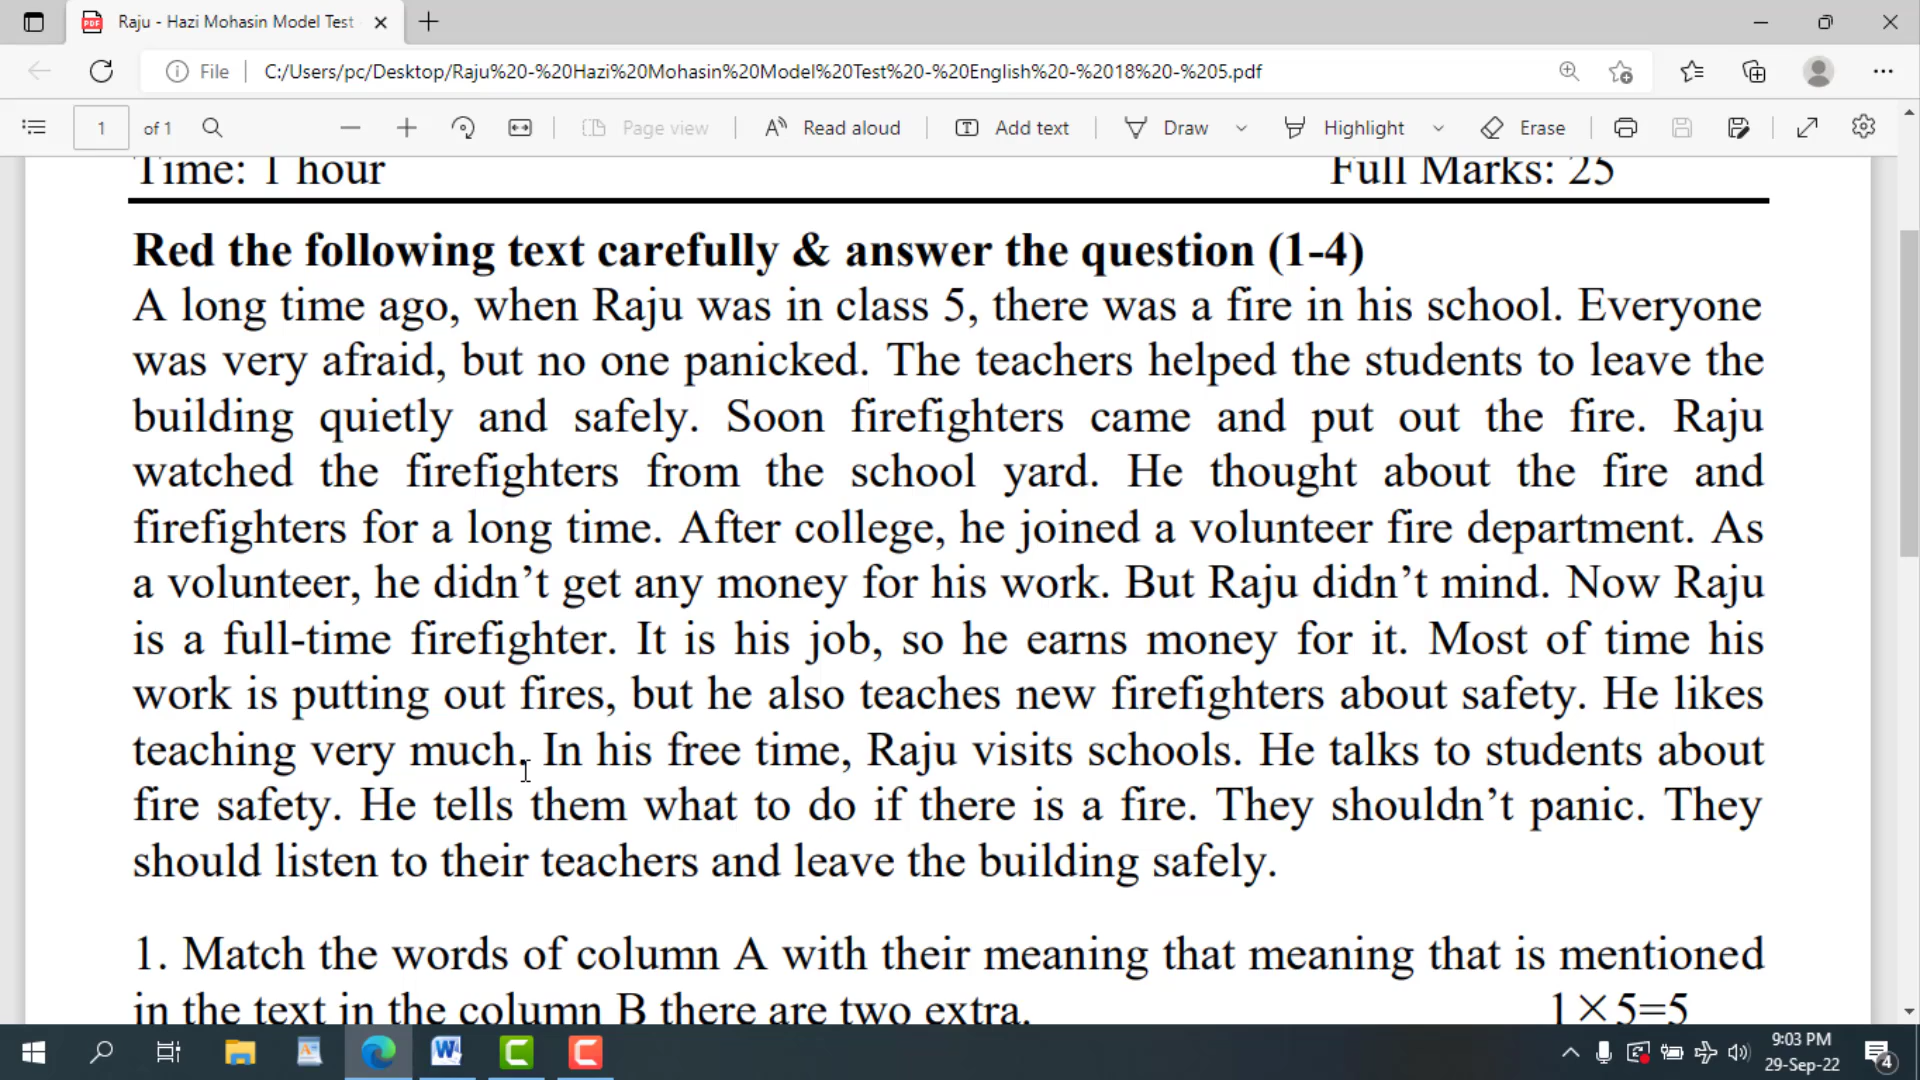 Raju - Hazi Mohasin Model Test
File
C:/Users/pc/Desktop/Raju%20-%20Hazi%20Mohasin%20Model%20Test%20-%20English%20-%2018%20-%205.pdf
1 of 1
Page view
Read aloud
Add text
Draw
Highlight
Erase
Time: 1 hour
Full Marks: 25
Red the following text carefully & answer the question (1-4)
A long time ago, when Raju was in class 5, there was a fire in his school. Everyone
was very afraid, but no one panicked. The teachers helped the students to leave the
building quietly and safely. Soon firefighters came and put out the fire. Raju
watched the firefighters from the school yard. He thought about the fire and
firefighters for a long time. After college, he joined a volunteer fire department. As
a volunteer, he didn’t get any money for his work. But Raju didn’t mind. Now Raju
is a full-time firefighter. It is his job, so he earns money for it. Most of time his
work is putting out fires, but he also teaches new firefighters about safety. He likes
teaching very much. In his free time, Raju visits schools. He talks to students about
fire safety. He tells them what to do if there is a fire. They shouldn’t panic. They
should listen to their teachers and leave the building safely.
1. Match the words of column A with their meaning that meaning that is mentioned
in the text in the column B there are two extra.
1×5=5
9:03 PM
29-Sep-22
4